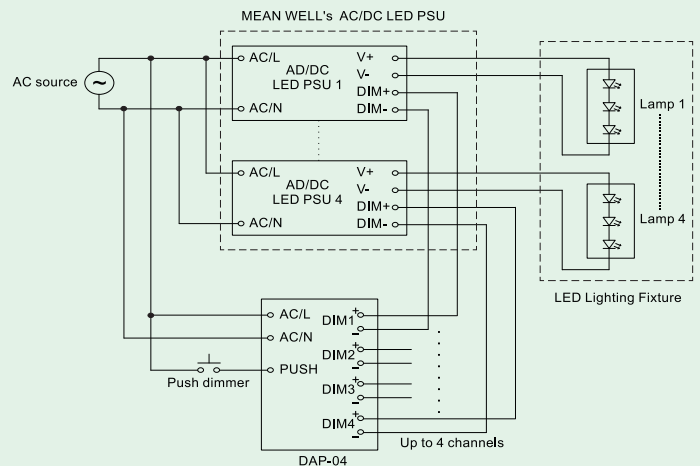 MEAN WELL's AC/DC LED PSU
AC source
AC/L
AC/N
AD/DC
LED PSU 1
V+
V-
DIM+
DIM-
AC/L
AC/N
AD/DC
LED PSU 4
V+
V-
DIM+
DIM-
Lamp 1
Lamp 4
LED Lighting Fixture
AC/L
AC/N
PUSH
Push dimmer
DIM1
+
-
DIM2
+
-
DIM3
+
-
DIM4
+
-
Up to 4 channels
DAP-04